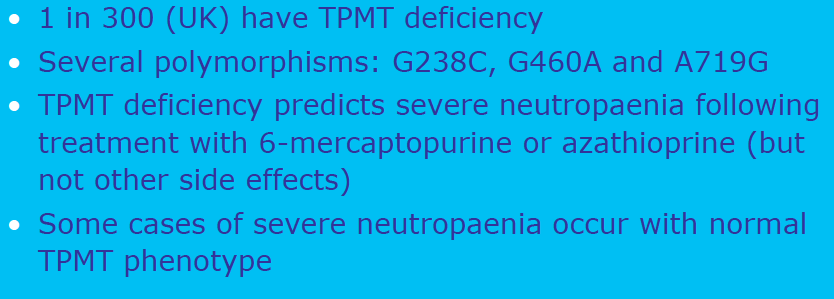 • 1 in 300 (UK) have TPMT deficiency
• Several polymorphisms: G238C, G460A and A719G
• TPMT deficiency predicts severe neutropaenia following
treatment with 6-mercaptopurine or azathioprine (but
not other side effects)
• Some cases of severe neutropaenia occur with normal
TPMT phenotype